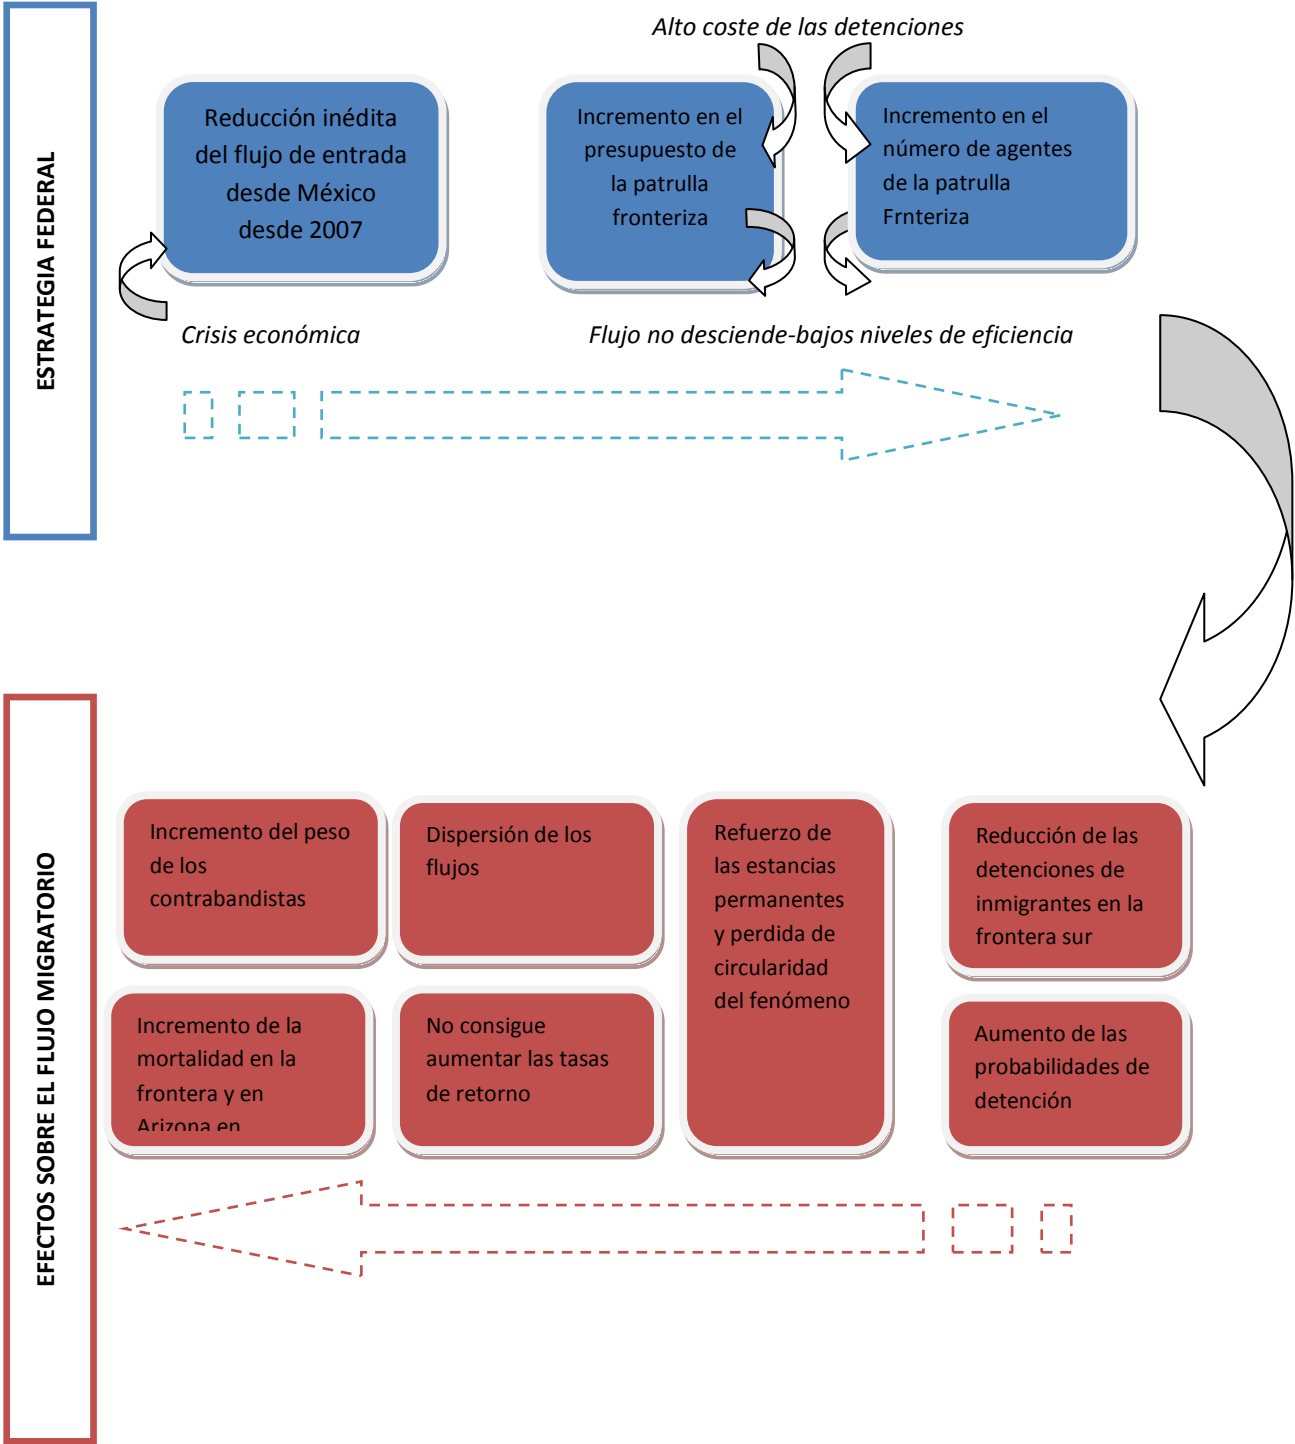 ESTRATEGIA FEDERAL
Alto coste de las detenciones
Reducción inédita
del flujo de entrada
desde México
desde 2007
Incremento en el
presupuesto de
la patrulla
fronteriza
Incremento en el
número de agentes
de la patrulla
Frnteriza
Crisis económica
Flujo no desciende-bajos niveles de eficiencia
EFECTOS SOBRE EL FLUJO MIGRATORIO
Incremento del peso
de los
contrabandistas
Dispersión de los
flujos
Refuerzo de
las estancias
permanentes
y perdida de
circularidad
del fenómeno
Reducción de las
detenciones de
inmigrantes en la
frontera sur
Incremento de la
mortalidad en la
frontera y en
Arizona en
No consigue
aumentar las tasas
de retorno
Aumento de las
probabilidades de
detención